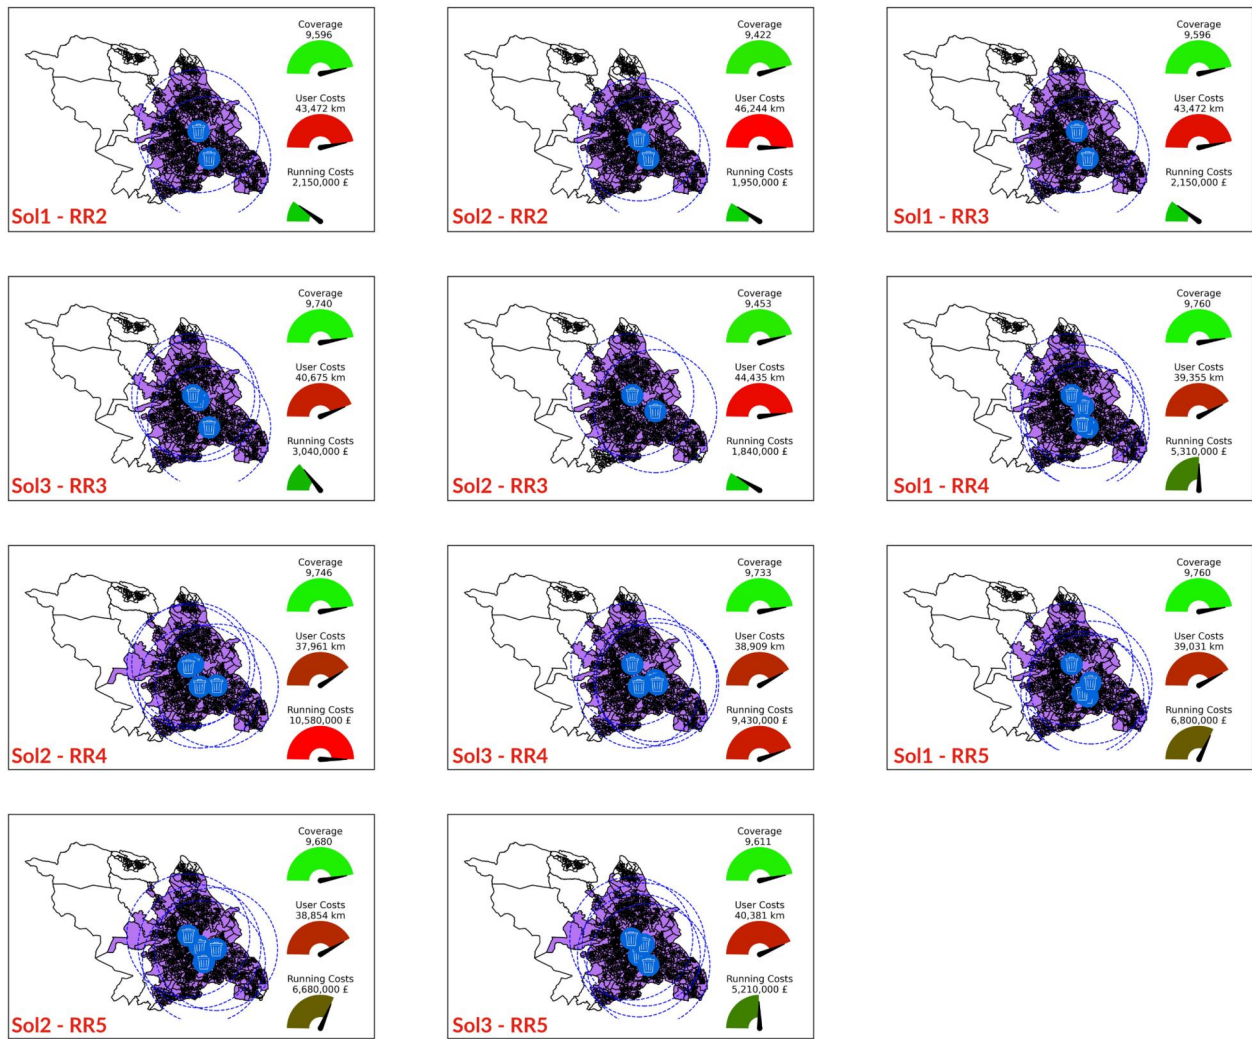 Coverage
9,596
User Costs
43,472 km
Running Costs
2,150,000 £
Sol1 - RR2
Coverage
9,422
User Costs
46,244 km
Running Costs
1,950,000 £
Sol2 - RR2
Coverage
9,596
User Costs
43,472 km
Running Costs
2,150,000 £
Sol1 - RR3
Coverage
9,740
User Costs
40,675 km
Running Costs
3,040,000 £
Sol3 - RR3
Coverage
9,453
User Costs
44,435 km
Running Costs
1,840,000 £
Sol2 - RR3
Coverage
9,760
User Costs
39,355 km
Running Costs
5,310,000 £
Sol1 - RR4
Coverage
9,746
User Costs
37,961 km
Running Costs
10,580,000 £
Sol2 - RR4
Coverage
9,733
User Costs
38,909 km
Running Costs
9,430,000 £
Sol3 - RR4
Coverage
9,760
User Costs
39,031 km
Running Costs
6,800,000 £
Sol1 - RR5
Coverage
9,680
User Costs
38,854 km
Running Costs
6,680,000 £
Sol2 - RR5
Coverage
9,611
User Costs
40,381 km
Running Costs
5,210,000 £
Sol3 - RR5